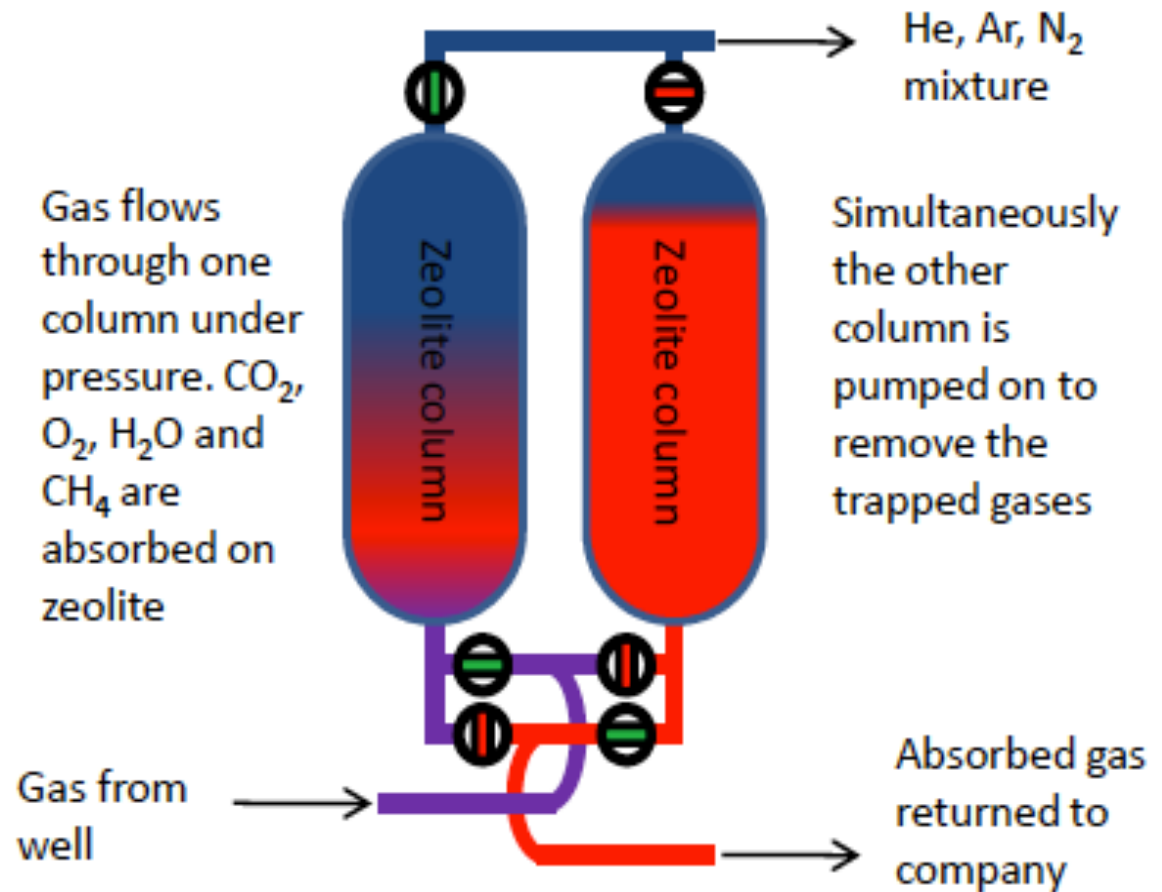 He, Ar, N₂
mixture
Gas flows
through one
column under
pressure. CO₂,
O₂, H₂O and
CH₄ are
absorbed on
zeolite
Zeolite column
Zeolite column
Simultaneously
the other
column is
pumped on to
remove the
trapped gases
Gas from
well
Absorbed gas
returned to
company